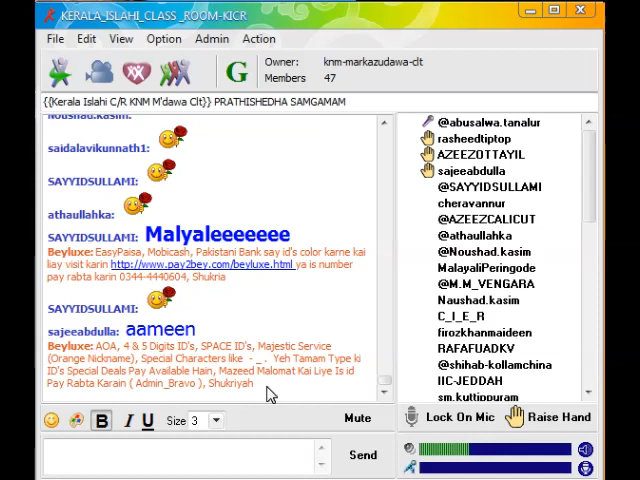 KERALA_ISLAHI_CLASS_ROOM-KICR
File Edit View Option Admin Action
G
Owner: knm-markazudawa-clt
Members 47
{{Kerala Islahi C/R KNM M'dawa Clt}} PRATHISHEDHA SAMGAMAM
Noushad.kasim:
saidalavikunnath1:
SAYYIDSULLAMI:
athaullahka:
SAYYIDSULLAMI: Malyaleeeeeee
Beyluxe: EasyPaisa, Mobicash, Pakistani Bank say id's color karne kai
liay visit karin http://www.pay2bey.com/beyluxe.html ya is number
pay rabta karin 0344-4440604, Shukria
SAYYIDSULLAMI:
sajeeabdulla: aameen
Beyluxe: AOA, 4 & 5 Digits ID's, SPACE ID's, Majestic Service
(Orange Nickname), Special Characters like - _ . Yeh Tamam Type ki
ID's Special Deals Pay Available Hain, Mazeed Malomat Kai Liye Is id
Pay Rabta Karain ( Admin_Bravo ), Shukriyah
@abusalwa.tanalur
rasheedtiptop
AZEEZOTTAYIL
sajeeabdulla
@SAYYIDSULLAMI
cheravannur
@AZEEZCALICUT
@athaullahka
@Noushad.kasim
MalayaliPeringode
@M.M_VENGARA
Naushad.kasim
C_I_E_R
firozkhanmaideen
RAFAFUADKV
@shihab-kollamchina
IIC-JEDDAH
sm.kuttippuram
B I U Size 3 Mute
Lock On Mic Raise Hand
Send